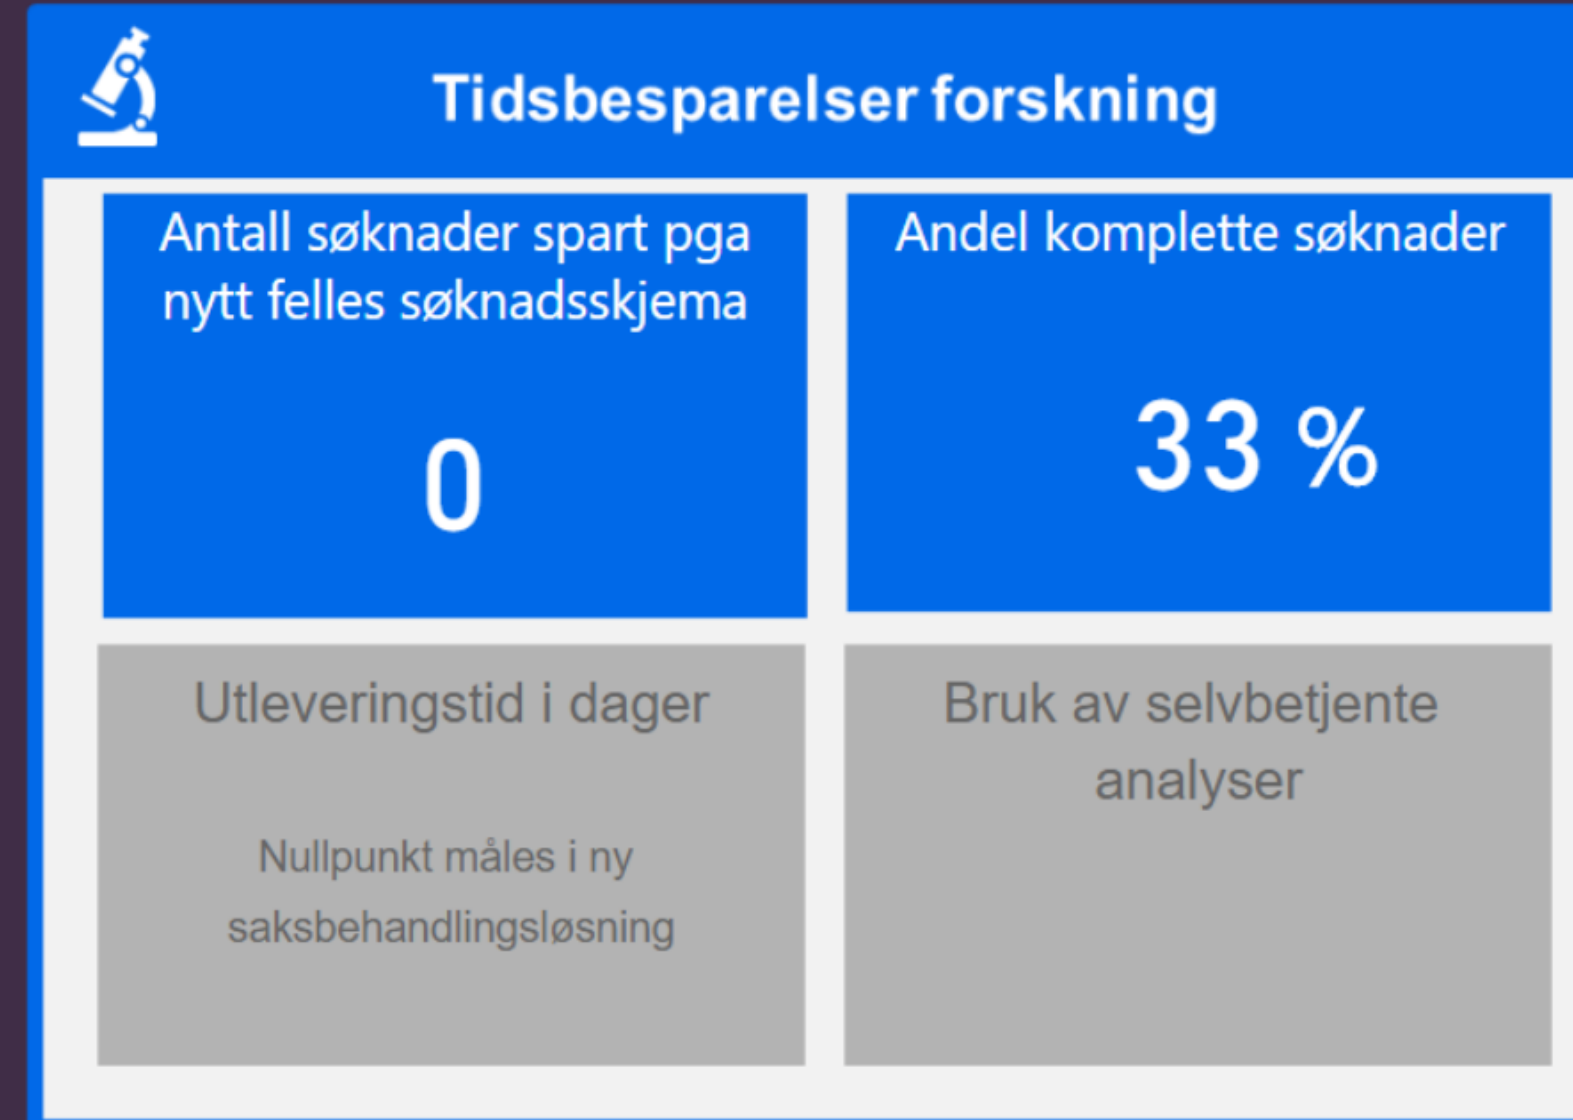 Tidsbesparelser forskning
Antall søknader spart pga
nytt felles søknadsskjema
0
Andel komplette søknader
33 %
Utleveringstid i dager
Nullpunkt måles i ny
saksbehandlingsløsning
Bruk av selvbetjente
analyser